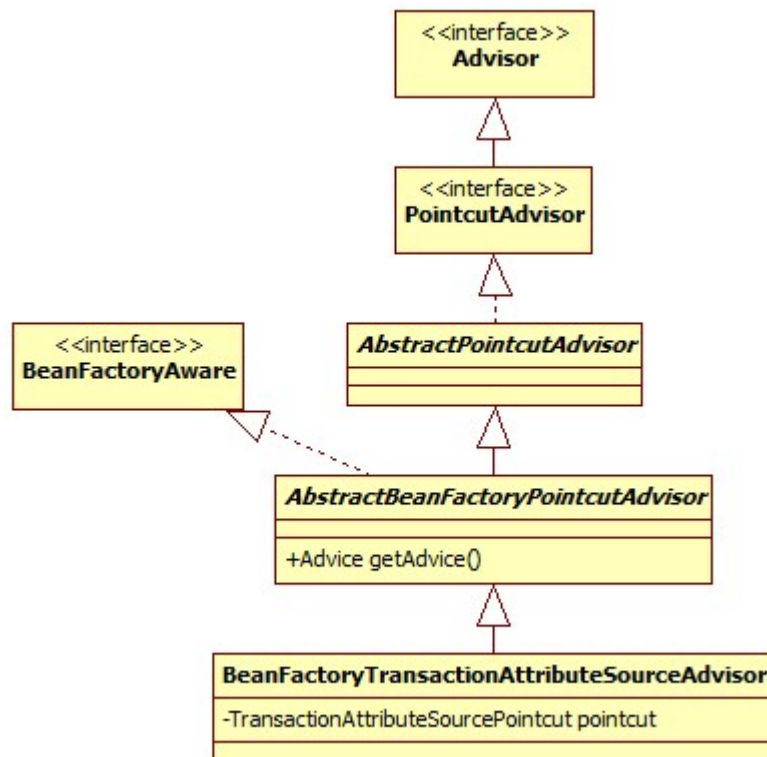 <<interface>>
Advisor
<<interface>>
PointcutAdvisor
<<interface>>
BeanFactoryAware
AbstractPointcutAdvisor
AbstractBeanFactoryPointcutAdvisor
+Advice getAdvice()
BeanFactoryTransactionAttributeSourceAdvisor
-TransactionAttributeSourcePointcut pointcut